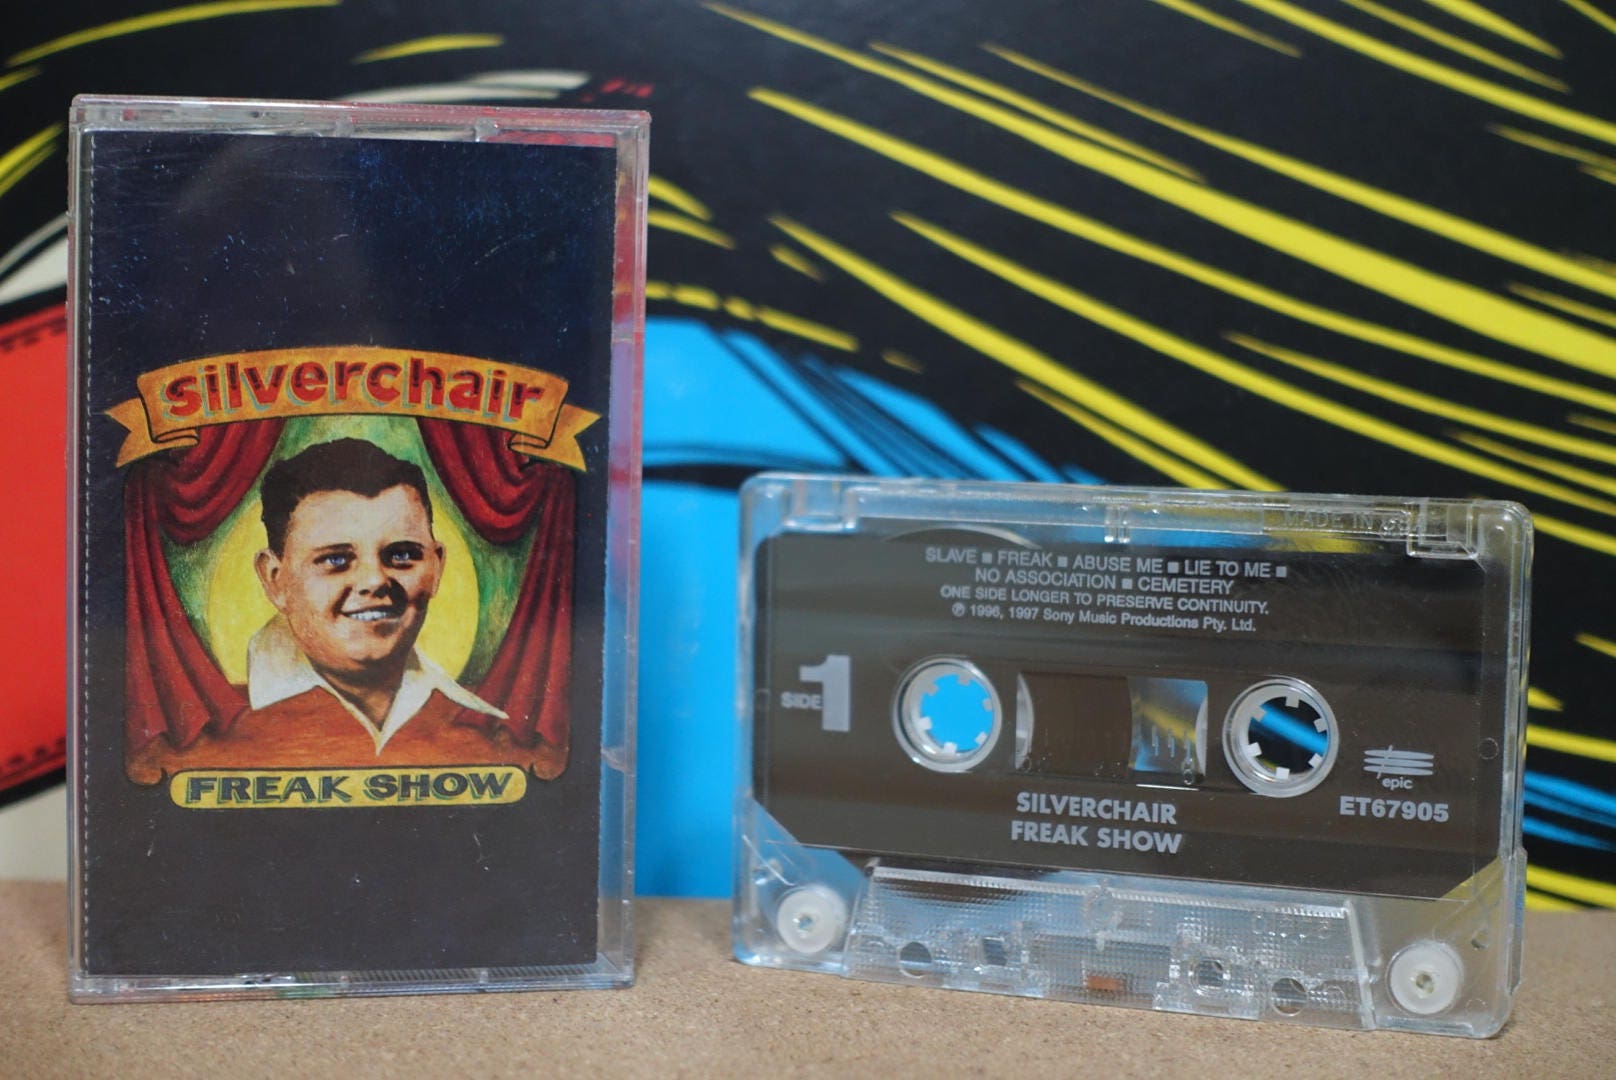 silverchair
FREAK SHOW
MADE IN USA
SLAVE ■ FREAK ■ ABUSE ME ■ LIE TO ME ■
NO ASSOCIATION ■ CEMETERY
ONE SIDE LONGER TO PRESERVE CONTINUITY.
℗ 1996, 1997 Sony Music Productions Pty. Ltd.
SIDE 1
epic
ET67905
SILVERCHAIR
FREAK SHOW